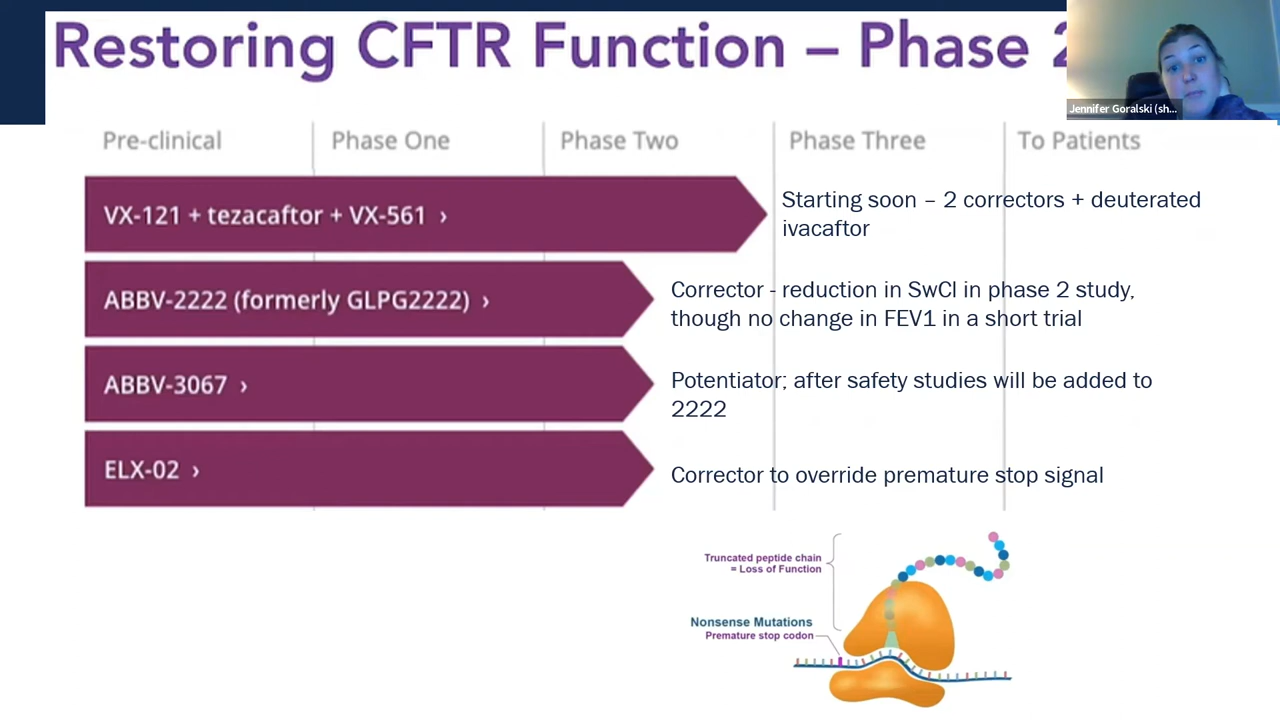 Restoring CFTR Function – Phase 2
Jennifer Goralski (sh...
Pre-clinical
Phase One
Phase Two
Phase Three
To Patients
VX-121 + tezacaftor + VX-561 ›
Starting soon – 2 correctors + deuterated
ivacaftor
ABBV-2222 (formerly GLPG2222) ›
Corrector - reduction in SwCl in phase 2 study,
though no change in FEV1 in a short trial
ABBV-3067 ›
Potentiator; after safety studies will be added to
2222
ELX-02 ›
Corrector to override premature stop signal
Truncated peptide chain
= Loss of Function
Nonsense Mutations
Premature stop codon